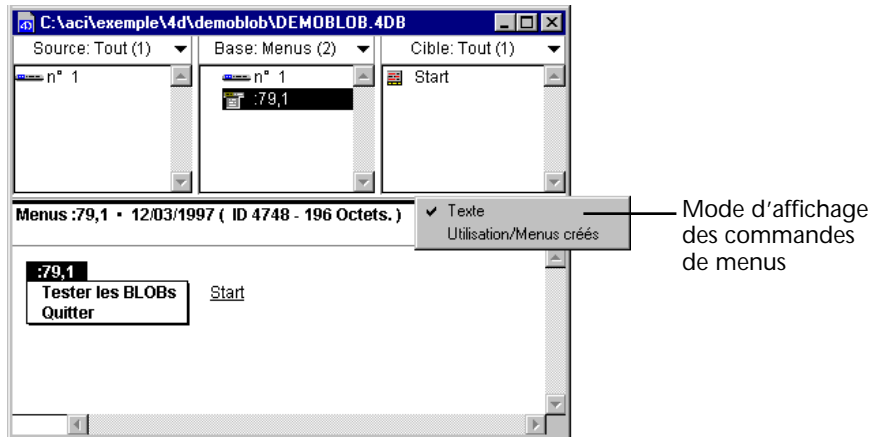 C:\aci\exemple\4d\demoblob\DEMOBLOB.4DB
Source: Tout (1) Base: Menus (2) Cible: Tout (1)
n° 1 n° 1 Start
:79,1
Menus :79,1 • 12/03/1997 ( ID 4748 - 196 Octets. )
✓ Texte
Utilisation/Menus créés
Mode d'affichage
des commandes
de menus
:79,1
Tester les BLOBs Start
Quitter